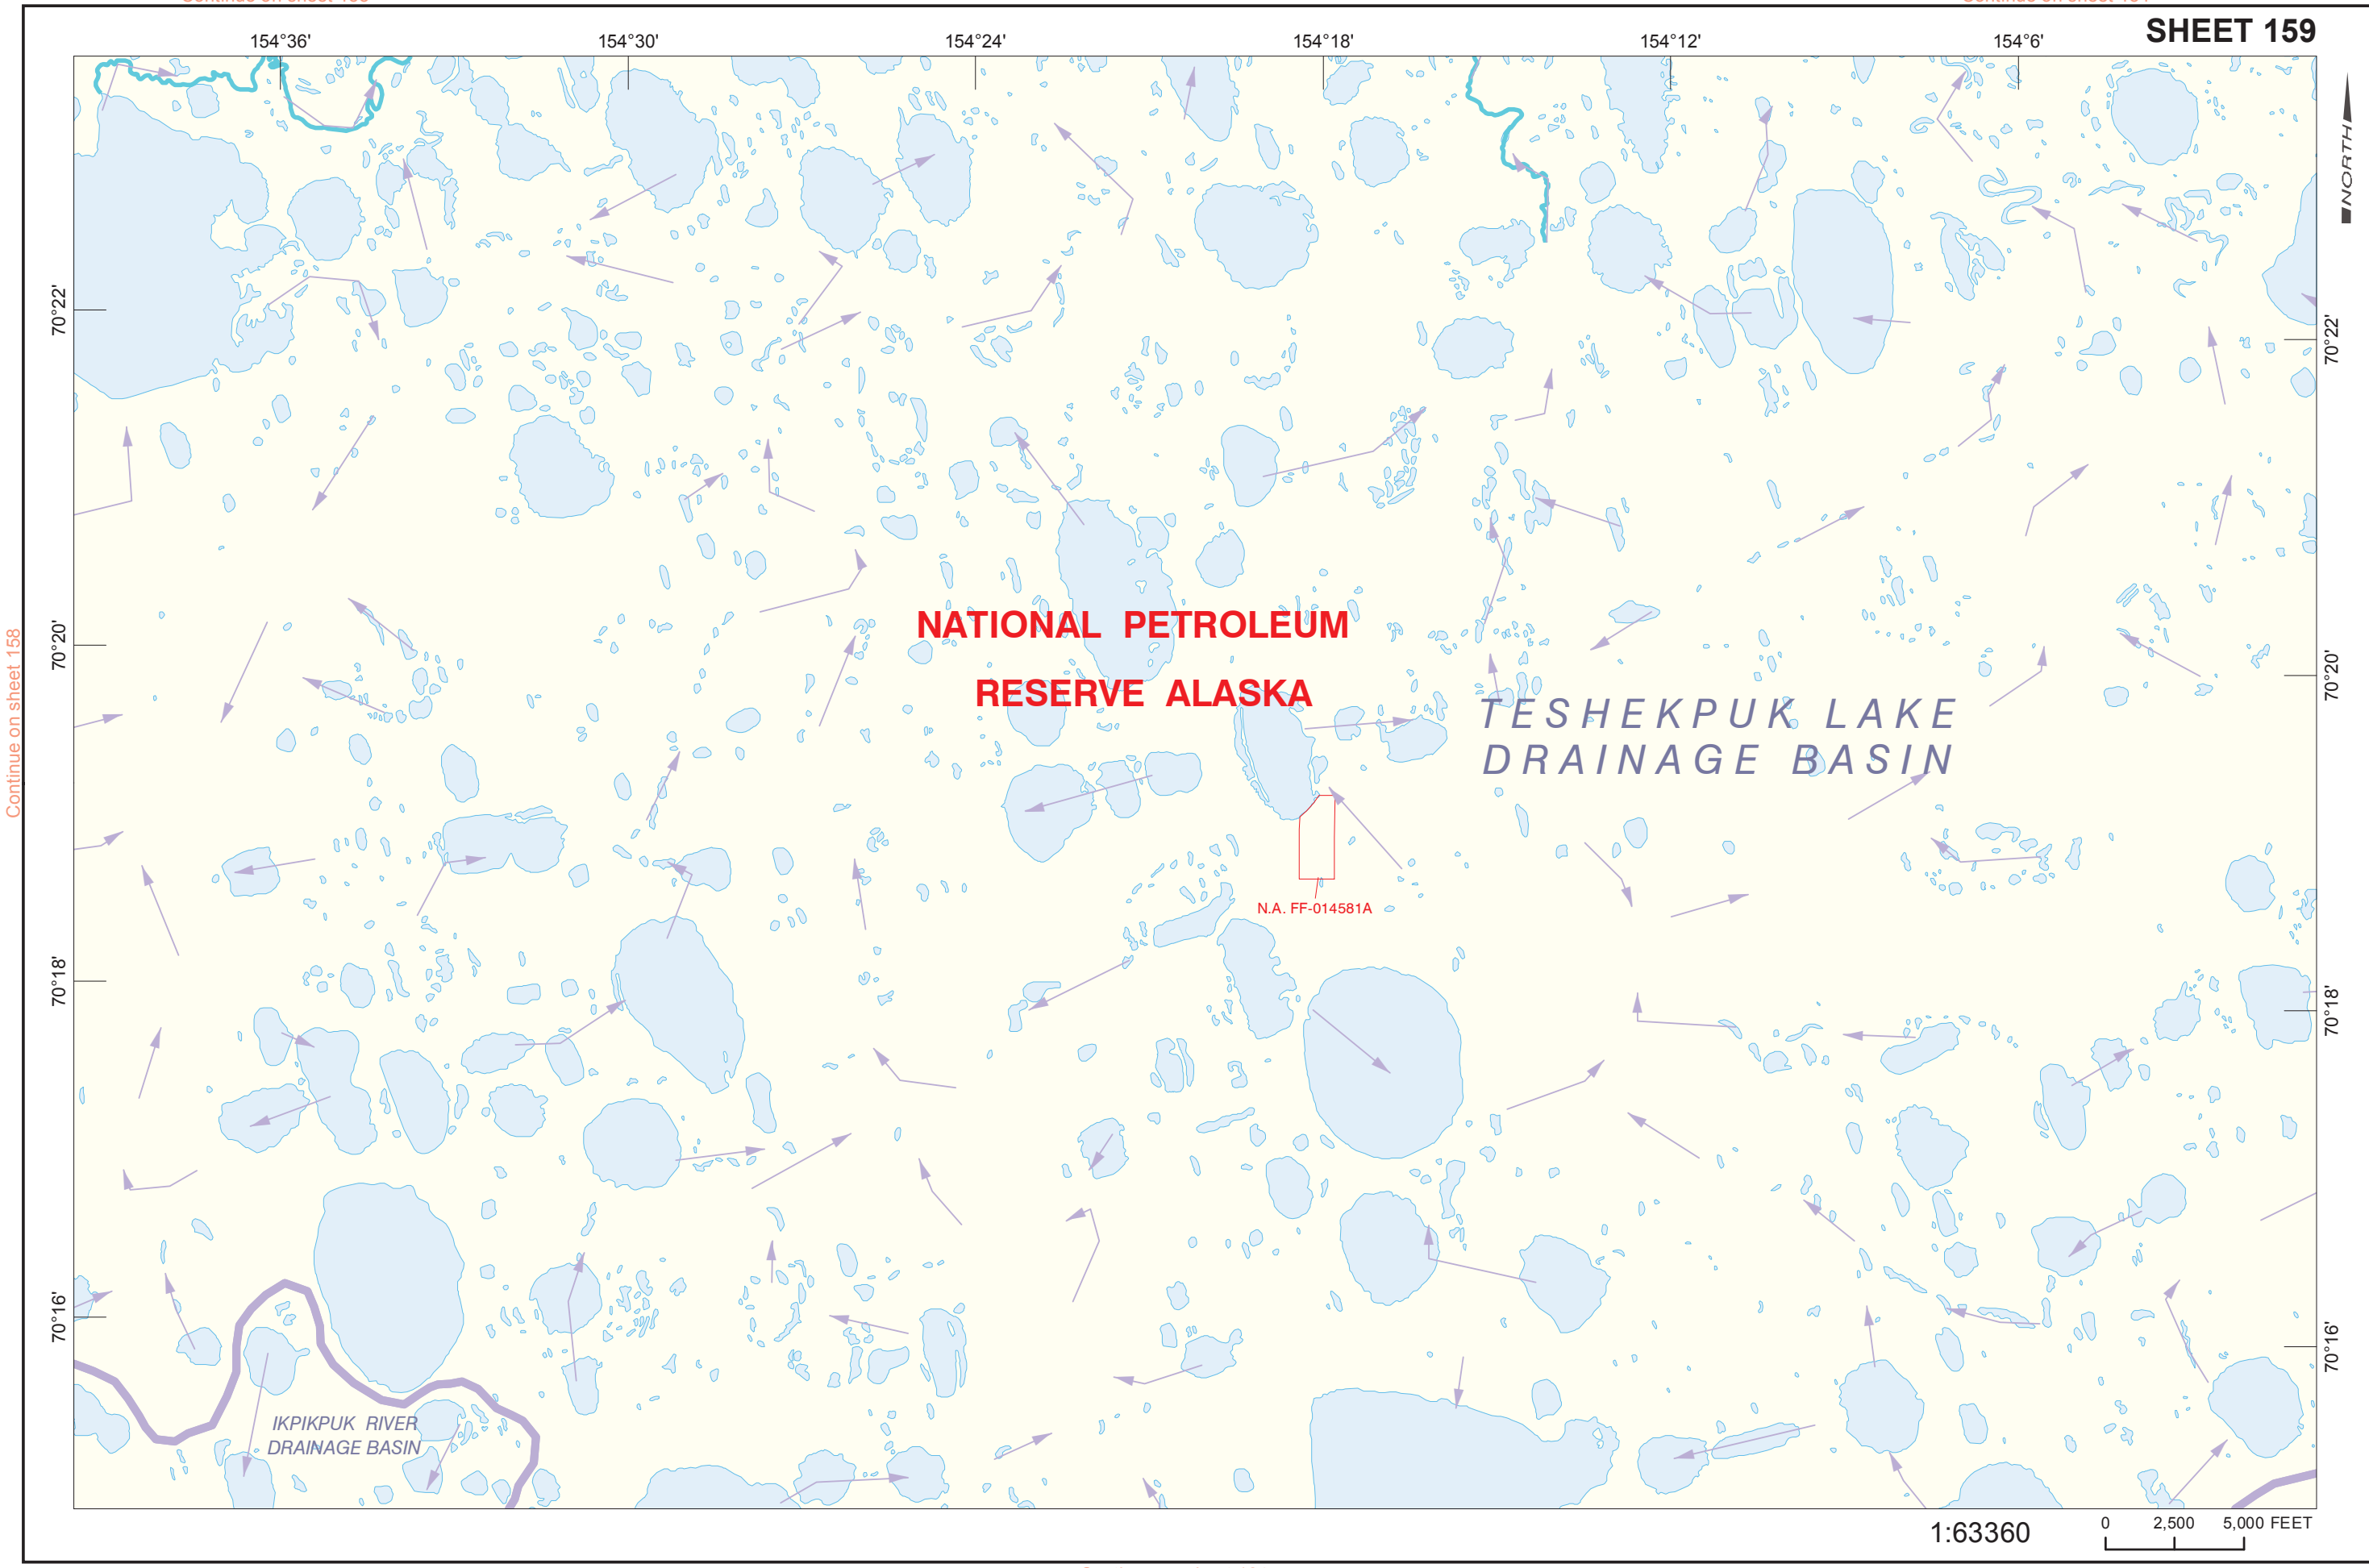 SHEET 159
154°36'
154°30'
154°24'
154°18'
154°12'
154°6'
NORTH
70°22'
70°22'
70°20'
70°20'
Continue on sheet 158
NATIONAL PETROLEUM
RESERVE ALASKA
TESHEKPUK LAKE
DRAINAGE BASIN
N.A. FF-014581A
70°18'
70°18'
70°16'
70°16'
IKPIKPUK RIVER
DRAINAGE BASIN
1:63360
0 2,500 5,000 FEET